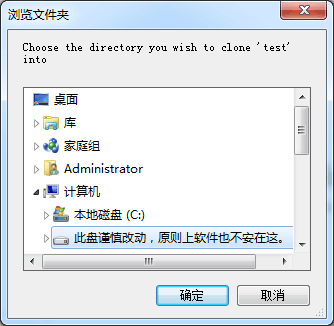 浏览文件夹
Choose the directory you wish to clone 'test'
into
桌面
库
家庭组
Administrator
计算机
本地磁盘 (C:)
此盘谨慎改动，原则上软件也不安在这。
确定
取消